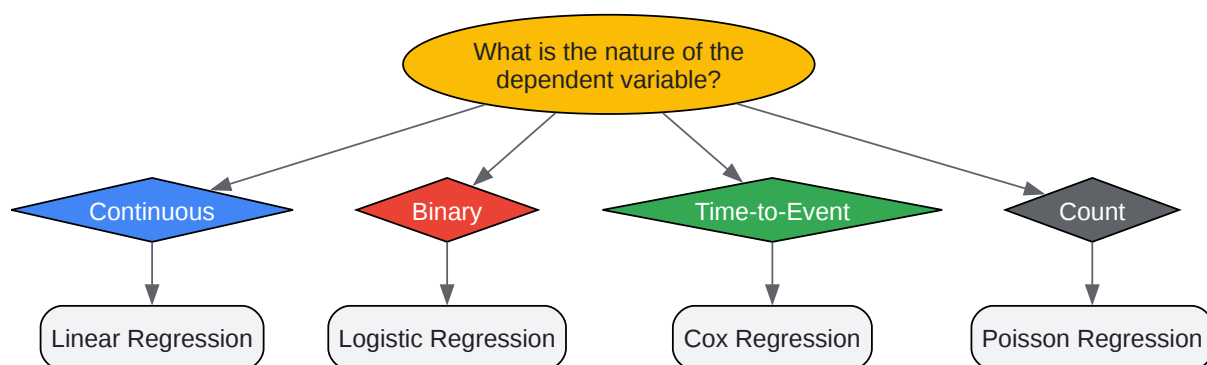 What is the nature of the
dependent variable?
Continuous
Binary
Time-to-Event
Count
Linear Regression
Logistic Regression
Cox Regression
Poisson Regression